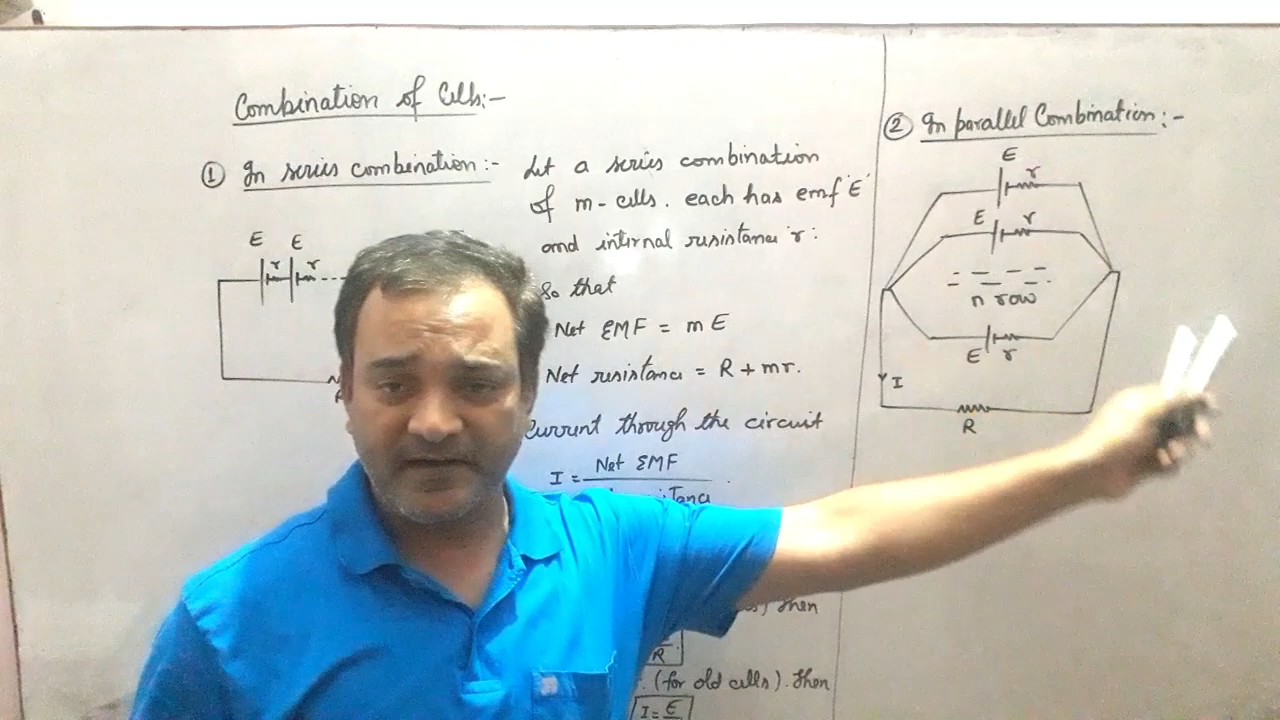 Combination of Cells:-
① In series combination:-
Let a series combination
of m-cells. each has emf 'E'
and internal resistance 'r'.
So that
Net EMF = m E
Net resistance = R + mr.
Current through the circuit
I = Net EMF
then
R
(for old cells). Then
I = E
E E
r r
② In parallel Combination:-
E
r
E r
n row
E r
I
R